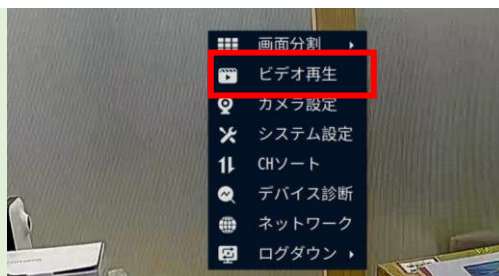 画面分割
ビデオ再生
カメラ設定
システム設定
CHソート
デバイス診断
ネットワーク
ログダウン